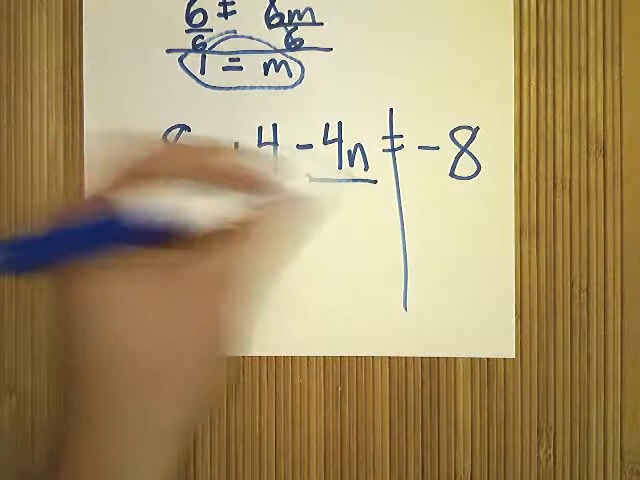 6 = 6m
6 6
1 = m
4 - 4n = - 8